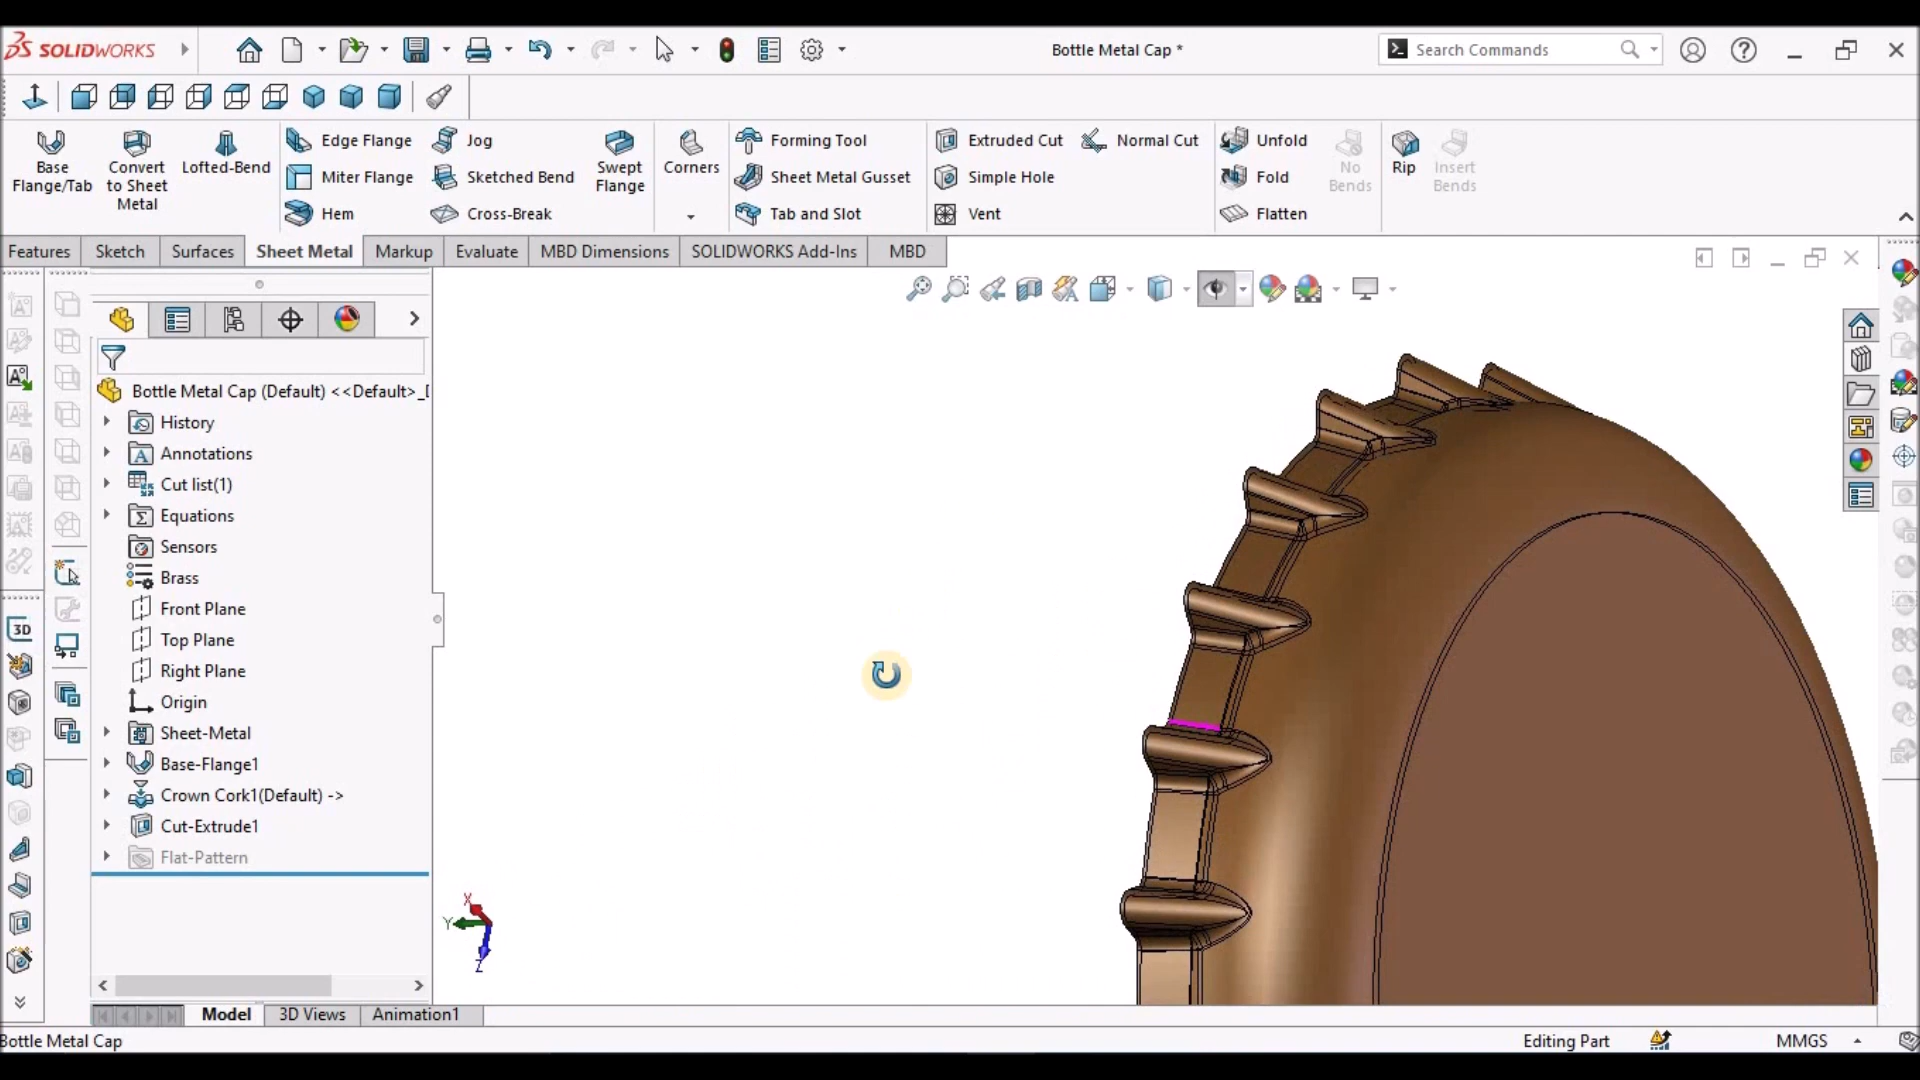 SOLIDWORKS
Bottle Metal Cap *
Search Commands
Base Flange/Tab
Convert to Sheet Metal
Lofted-Bend
Edge Flange
Miter Flange
Hem
Jog
Sketched Bend
Cross-Break
Swept Flange
Corners
Forming Tool
Sheet Metal Gusset
Tab and Slot
Extruded Cut
Simple Hole
Vent
Normal Cut
Unfold
Fold
Flatten
No Bends
Rip
Insert Bends
Features
Sketch
Surfaces
Sheet Metal
Markup
Evaluate
MBD Dimensions
SOLIDWORKS Add-Ins
MBD
Bottle Metal Cap (Default) <<Default>_D
History
Annotations
Cut list(1)
Equations
Sensors
Brass
Front Plane
Top Plane
Right Plane
Origin
Sheet-Metal
Base-Flange1
Crown Cork1(Default) ->
Cut-Extrude1
Flat-Pattern
3D
X
Y
Z
Model
3D Views
Animation1
Bottle Metal Cap
Editing Part
MMGS